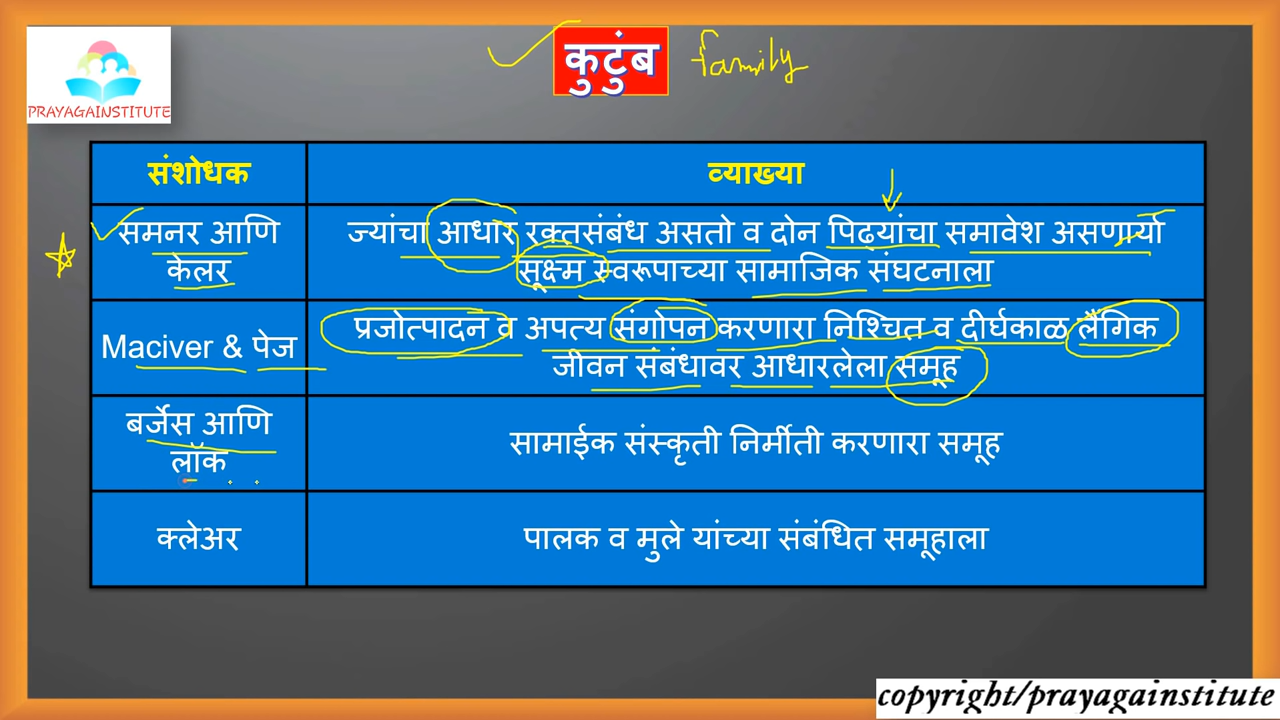 PRAYAGAINSTITUTE
कुटुंब family
संशोधक
व्याख्या
समनर आणि
केलर
ज्यांचा आधार रक्तसंबंध असतो व दोन पिढ्यांचा समावेश असणार्या
सूक्ष्म स्वरूपाच्या सामाजिक संघटनाला
Maciver & पेज
प्रजोत्पादन व अपत्य संगोपन करणारा निश्चित व दीर्घकाळ लैंगिक
जीवन संबंधावर आधारलेला समूह
बर्जेस आणि
लॉक
सामाईक संस्कृती निर्मीती करणारा समूह
क्लेअर
पालक व मुले यांच्या संबंधित समूहाला
copyright/prayagainstitute